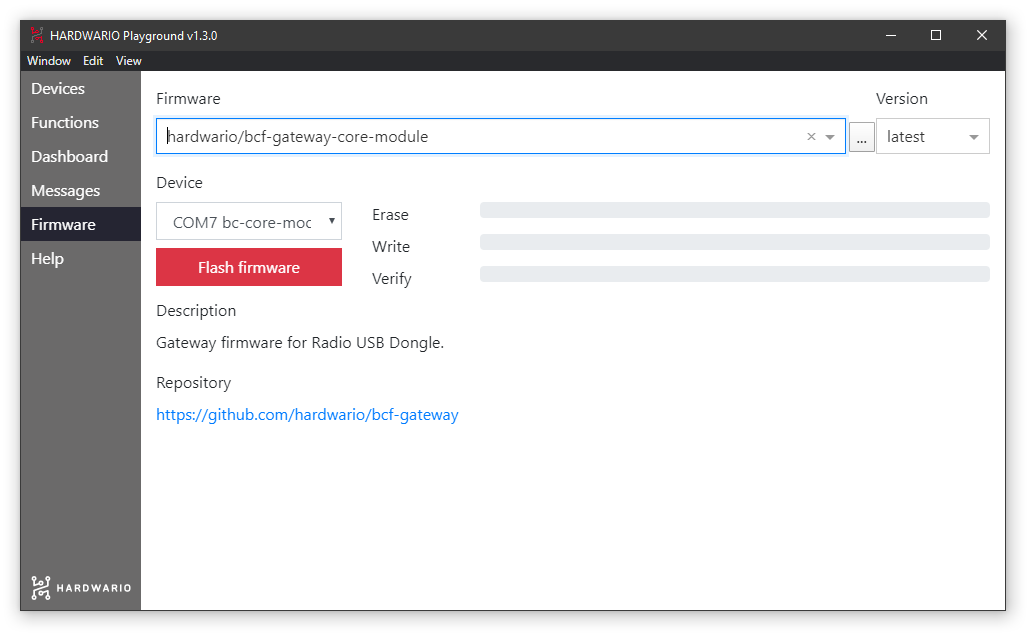 HARDWARIO Playground v1.3.0
Window Edit View
Devices
Functions
Dashboard
Messages
Firmware
Help
HARDWARIO
Firmware
Version
hardwario/bcf-gateway-core-module
...
latest
Device
COM7 bc-core-moc
Flash firmware
Erase
Write
Verify
Description
Gateway firmware for Radio USB Dongle.
Repository
https://github.com/hardwario/bcf-gateway